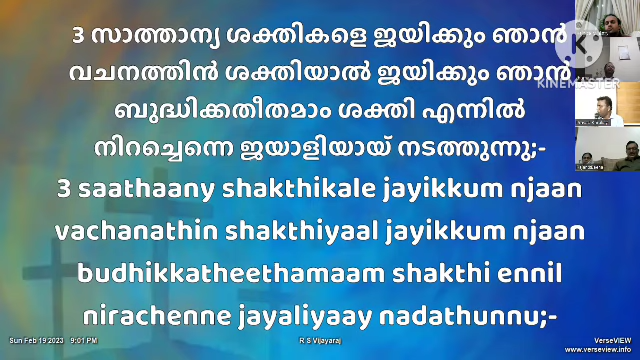 3 സാത്താന്യ ശക്തികളെ ജയിക്കും ഞാൻ
വചനത്തിൻ ശക്തിയാൽ ജയിക്കും ഞാൻ
ബുദ്ധിക്കതീതമാം ശക്തി എന്നിൽ
നിറച്ചെന്നെ ജയാളിയായ് നടത്തുന്നു;-
3 saathaany shakthikale jayikkum njaan
vachanathin shakthiyaal jayikkum njaan
budhikkatheethamaam shakthi ennil
nirachenne jayaliyaay nadathunnu;-
KINEMASTER
Sun Feb 19 2023 9:01 PM
R S Vijayaraj
VerseVIEW
www.verseview.info